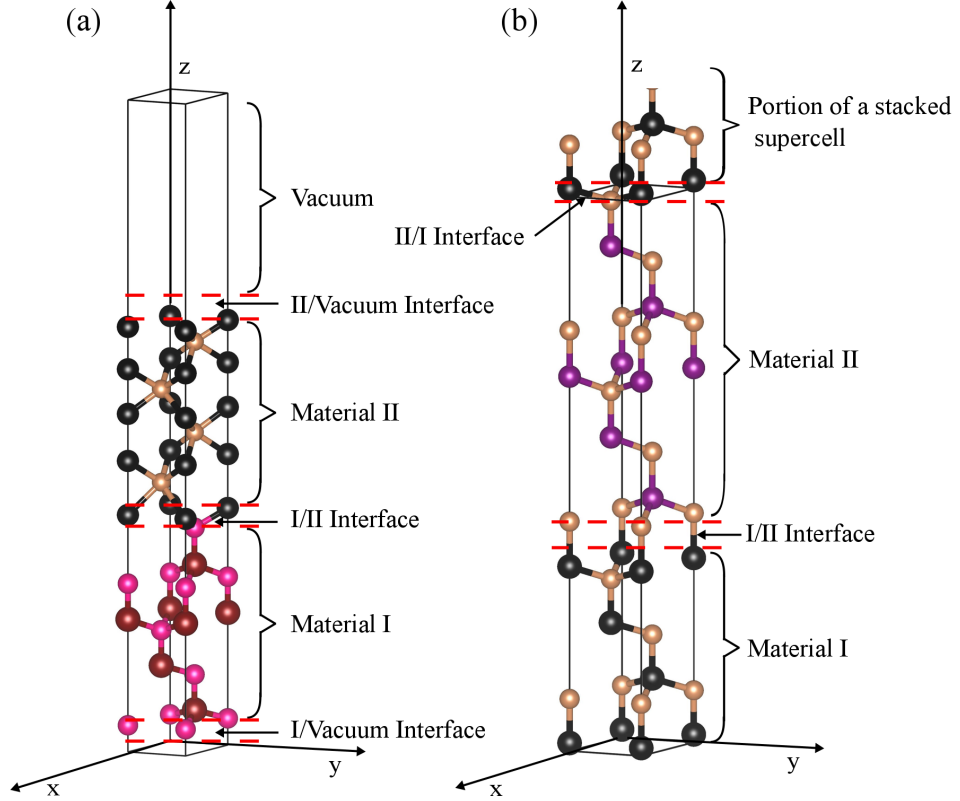 (a)
z
Vacuum
II/Vacuum Interface
Material II
I/II Interface
Material I
I/Vacuum Interface
x
y
(b)
z
Portion of a stacked
supercell
II/I Interface
Material II
I/II Interface
Material I
x
y